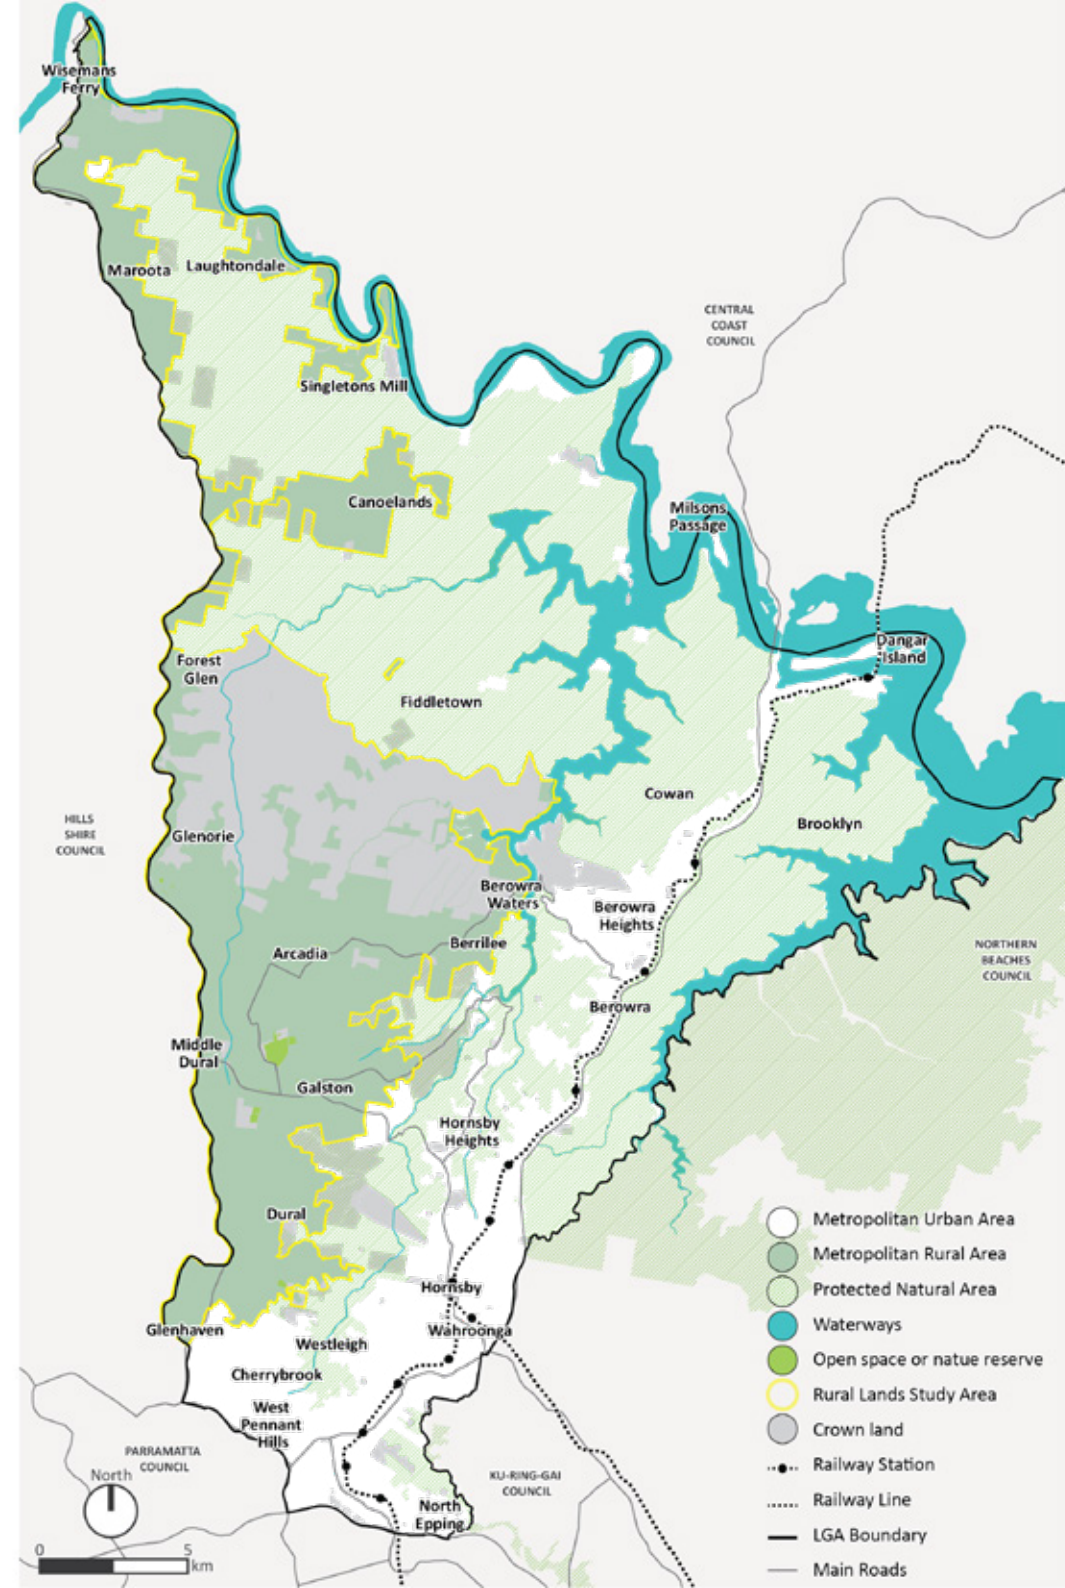 Wisemans
Ferry
Maroota
Laughtondale
Singletons Mill
CENTRAL
COAST
COUNCIL
Canoelands
Milsons
Passage
Dangar
Island
Forest
Glen
Fiddletown
Cowan
Brooklyn
HILLS
SHIRE
COUNCIL
Glenorie
Berowra
Waters
Berowra
Heights
Arcadia
Berrilee
NORTHERN
BEACHES
COUNCIL
Berowra
Middle
Dural
Galston
Hornsby
Heights
Dural
Hornsby
Glenhaven
Wahroonga
Westleigh
Cherrybrook
West
Pennant
Hills
PARRAMATTA
COUNCIL
KU-RING-GAI
COUNCIL
North
Epping
North
0 5
km
Metropolitan Urban Area
Metropolitan Rural Area
Protected Natural Area
Waterways
Open space or natue reserve
Rural Lands Study Area
Crown land
Railway Station
Railway Line
LGA Boundary
Main Roads